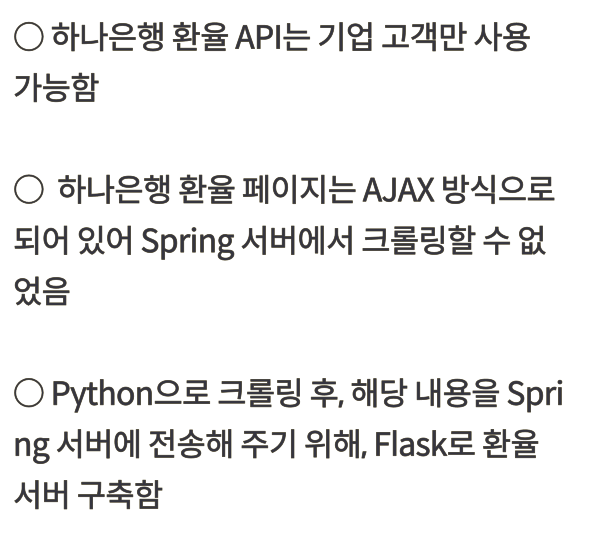 ○ 하나은행 환율 API는 기업 고객만 사용
가능함
○ 하나은행 환율 페이지는 AJAX 방식으로
되어 있어 Spring 서버에서 크롤링할 수 없
었음
○ Python으로 크롤링 후, 해당 내용을 Spri
ng 서버에 전송해 주기 위해, Flask로 환율
서버 구축함